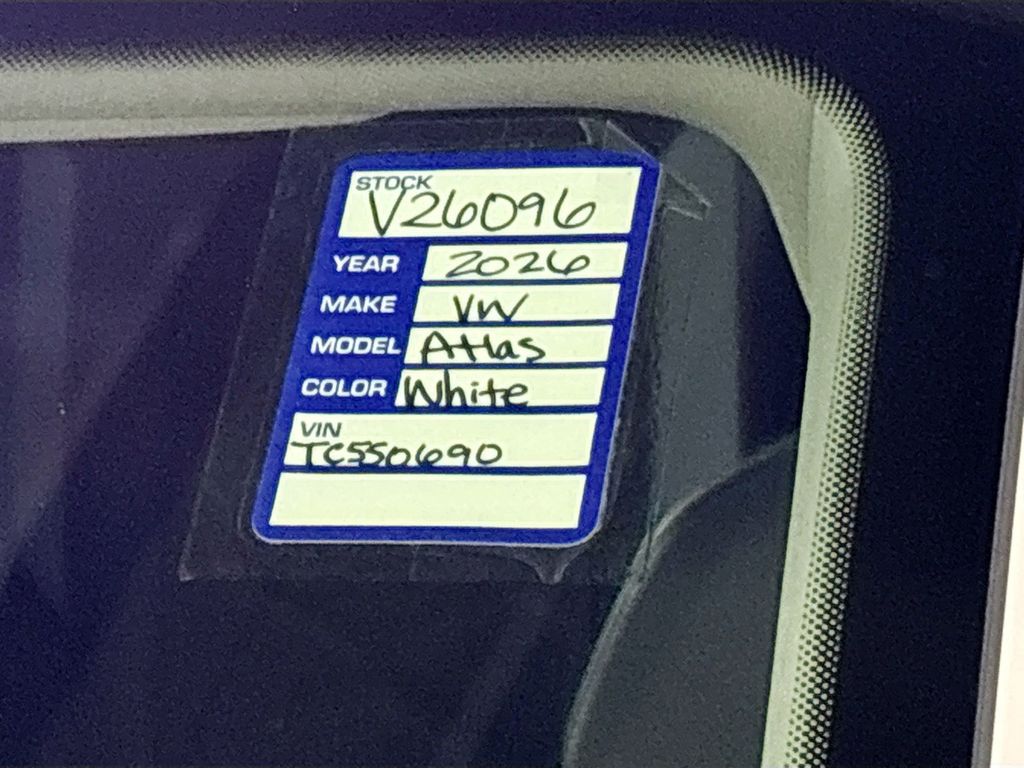 STOCK
V26096
YEAR 2026
MAKE VW
MODEL Atlas
COLOR White
VIN
TC550690